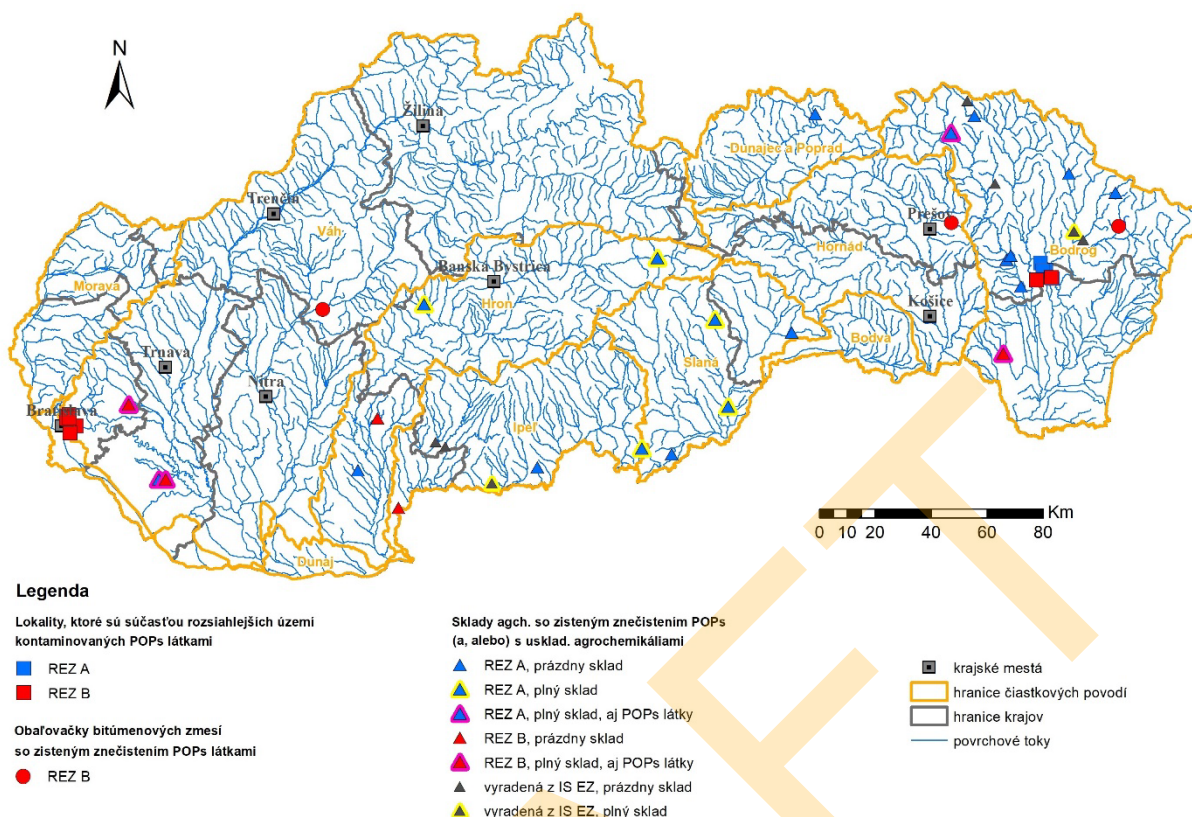 N
Žilina
Dunajec a Poprad
Trenčín
Váh
Prešov
Hornád
Bodrog
Morava
Banská Bystrica
Hron
Košice
Slaná
Bodva
Trnava
Nitra
Bratislava
Ipeľ
Km
0 10 20 40 60 80
Dunaj
Legenda
Lokality, ktoré sú súčasťou rozsiahlejších území
kontaminovaných POPs látkami
REZ A
REZ B
Obaľovačky bitúmenových zmesí
so zisteným znečistením POPs látkami
REZ B
Sklady agch. so zisteným znečistením POPs
(a, alebo) s usklad. agrochemikáliami
REZ A, prázdny sklad
REZ A, plný sklad
REZ A, plný sklad, aj POPs látky
REZ B, prázdny sklad
REZ B, plný sklad, aj POPs látky
vyradená z IS EZ, prázdny sklad
vyradená z IS EZ, plný sklad
krajské mestá
hranice čiastkových povodí
hranice krajov
povrchové toky